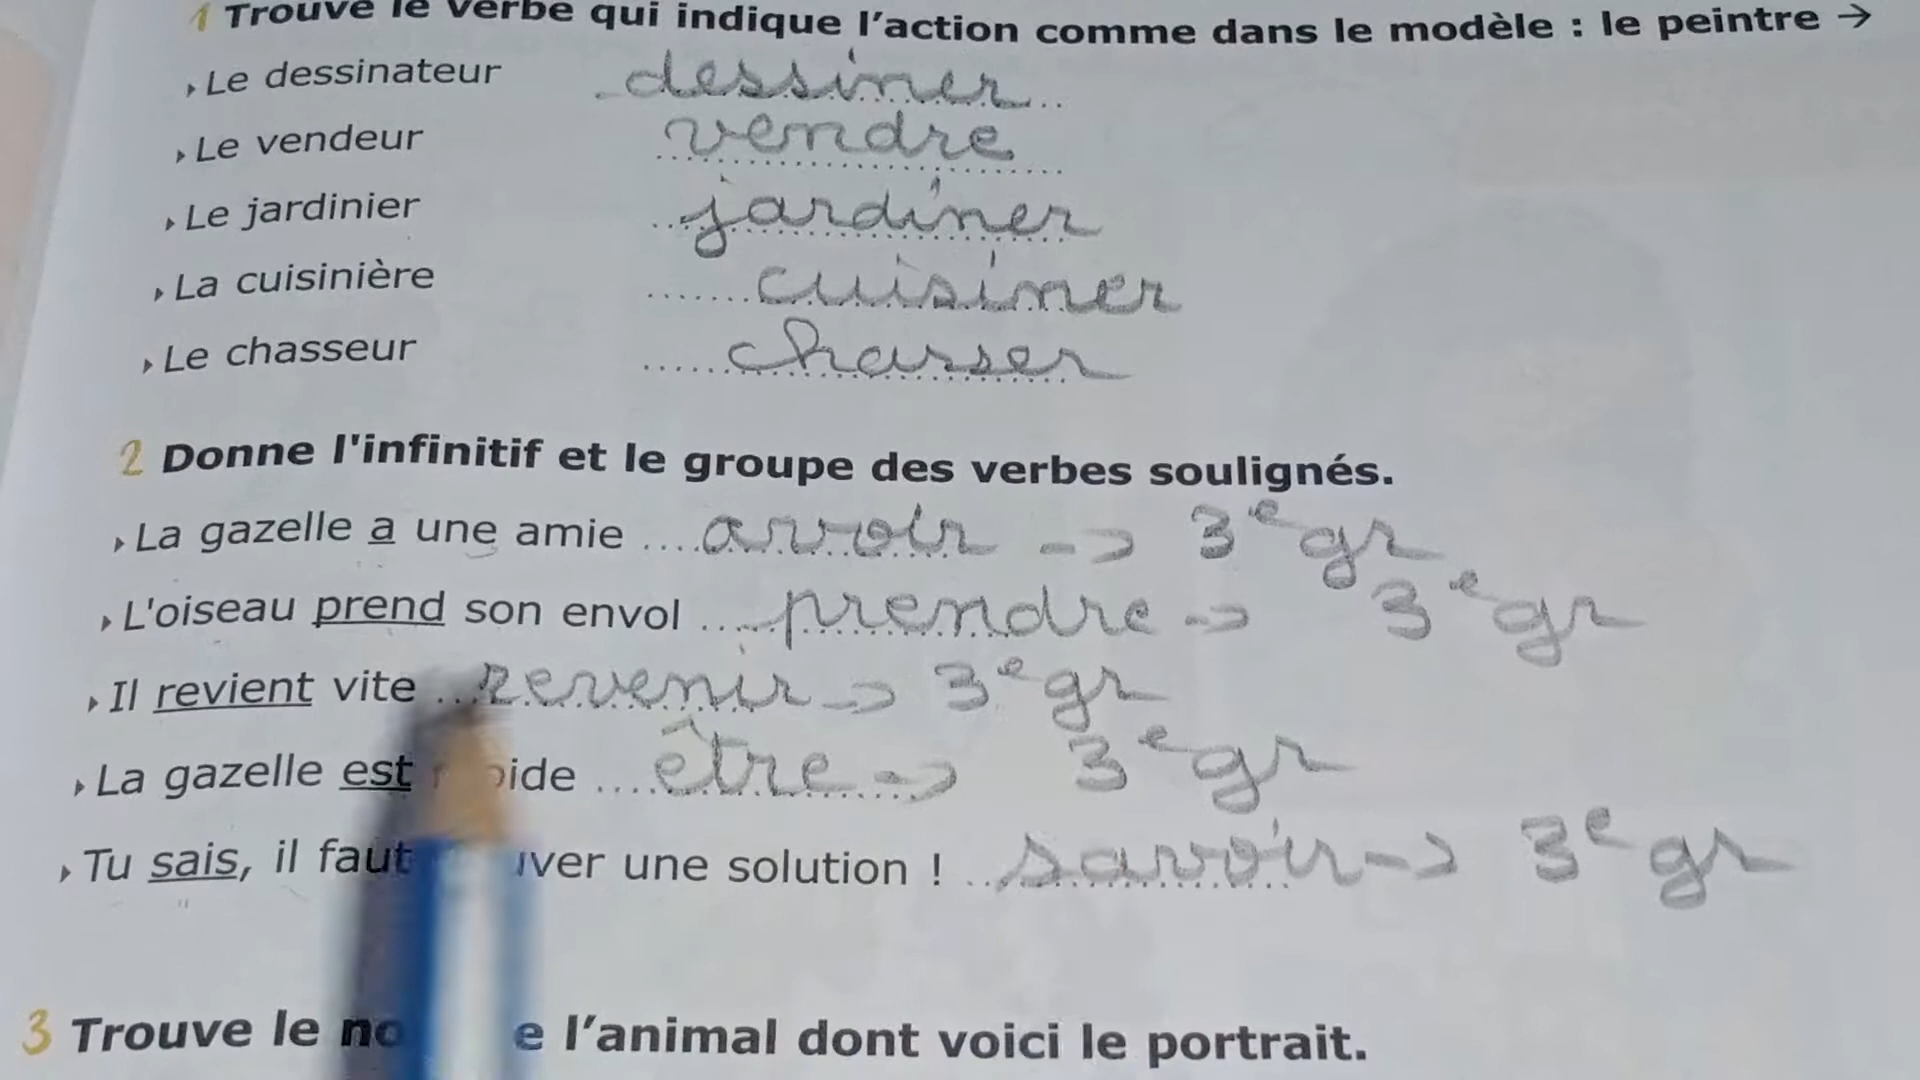 1 Trouve le verbe qui indique l'action comme dans le modèle : le peintre →
Le dessinateur dessiner
Le vendeur vendre
Le jardinier jardiner
La cuisinière cuisiner
Le chasseur chasser
2 Donne l'infinitif et le groupe des verbes soulignés.
La gazelle a une amie .... avoir -> 3e gr
L'oiseau prend son envol .... prendre -> 3e gr
Il revient vite ... revenir -> 3e gr
La gazelle est .... être -> 3e gr
Tu sais, il faut une solution ! .. savoir -> 3e gr
3 Trouve le l'animal dont voici le portrait.